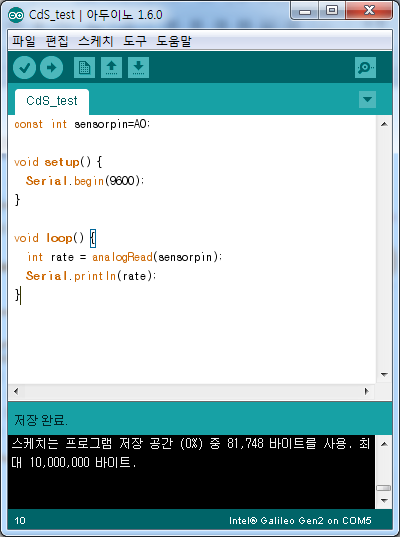 CdS_test | 아두이노 1.6.0
파일 편집 스케치 도구 도움말
CdS_test
const int sensorpin=A0;
void setup() {
Serial.begin(9600);
}
void loop() {
int rate = analogRead(sensorpin);
Serial.println(rate);
}
저장 완료.
스케치는 프로그램 저장 공간 (0%) 중 81,748 바이트를 사용. 최
대 10,000,000 바이트.
10 Intel® Galileo Gen2 on COM5